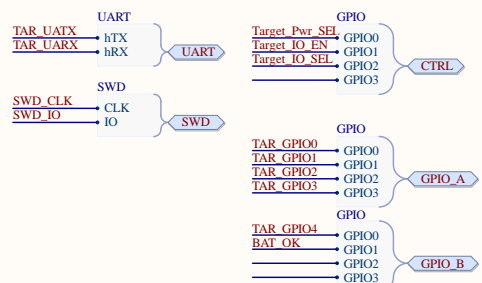 UART
TAR_UATX
hTX
TAR_UARX
hRX
UART
SWD
SWD_CLK
CLK
SWD_IO
IO
SWD
GPIO
Target_Pwr_SEL
GPIO0
Target_IO_EN
GPIO1
Target_IO_SEL
GPIO2
GPIO3
CTRL
GPIO
TAR_GPIO0
GPIO0
TAR_GPIO1
GPIO1
TAR_GPIO2
GPIO2
TAR_GPIO3
GPIO3
GPIO_A
GPIO
TAR_GPIO4
GPIO0
BAT_OK
GPIO1
GPIO2
GPIO3
GPIO_B